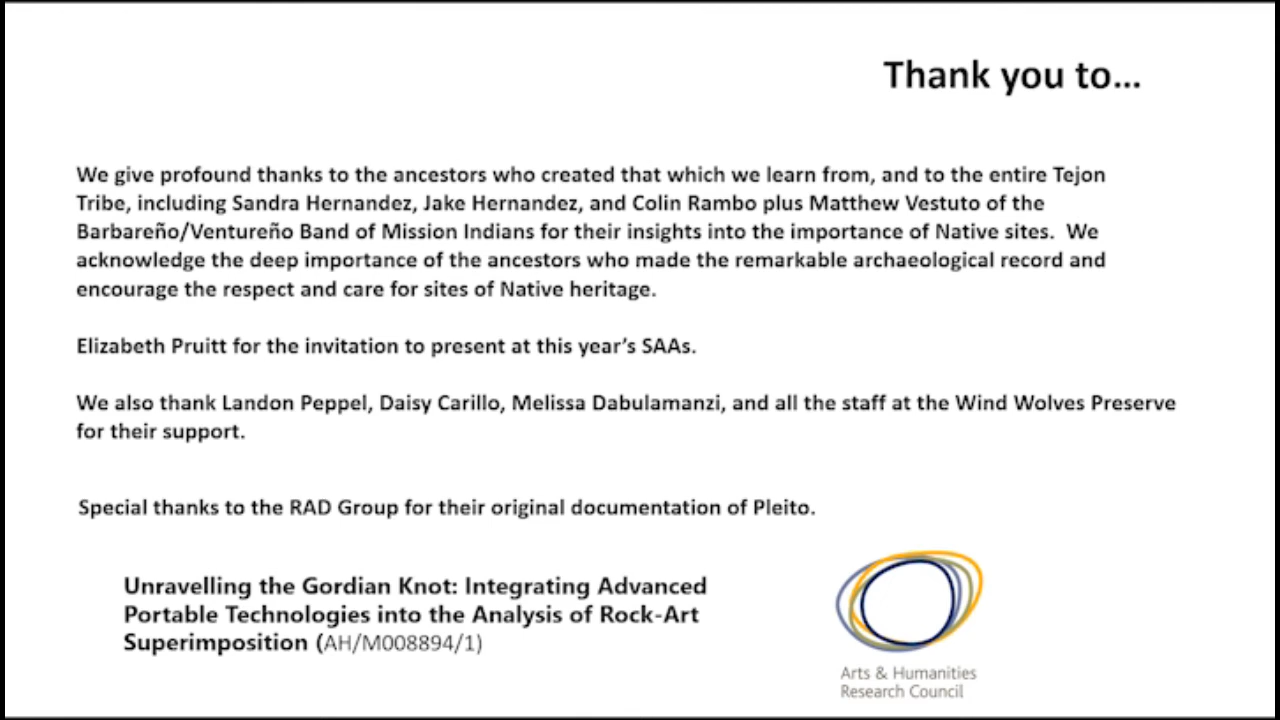 Thank you to...
We give profound thanks to the ancestors who created that which we learn from, and to the entire Tejon
Tribe, including Sandra Hernandez, Jake Hernandez, and Colin Rambo plus Matthew Vestuto of the
Barbareño/Ventureño Band of Mission Indians for their insights into the importance of Native sites.  We
acknowledge the deep importance of the ancestors who made the remarkable archaeological record and
encourage the respect and care for sites of Native heritage.
Elizabeth Pruitt for the invitation to present at this year’s SAAs.
We also thank Landon Peppel, Daisy Carillo, Melissa Dabulamanzi, and all the staff at the Wind Wolves Preserve
for their support.
Special thanks to the RAD Group for their original documentation of Pleito.
Unravelling the Gordian Knot: Integrating Advanced
Portable Technologies into the Analysis of Rock-Art
Superimposition (AH/M008894/1)
Arts & Humanities
Research Council